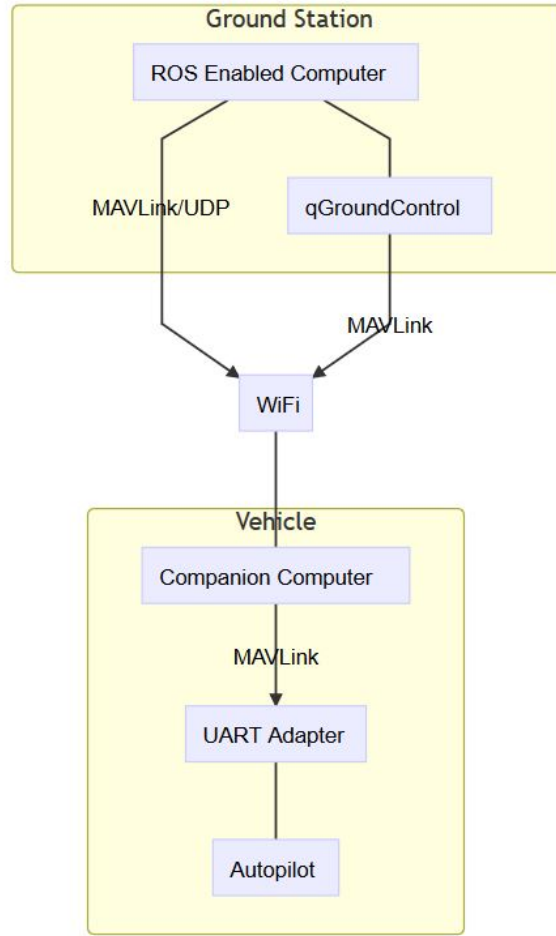 Ground Station
ROS Enabled Computer
MAVLink/UDP
qGroundControl
MAVLink
WiFi
Vehicle
Companion Computer
MAVLink
UART Adapter
Autopilot